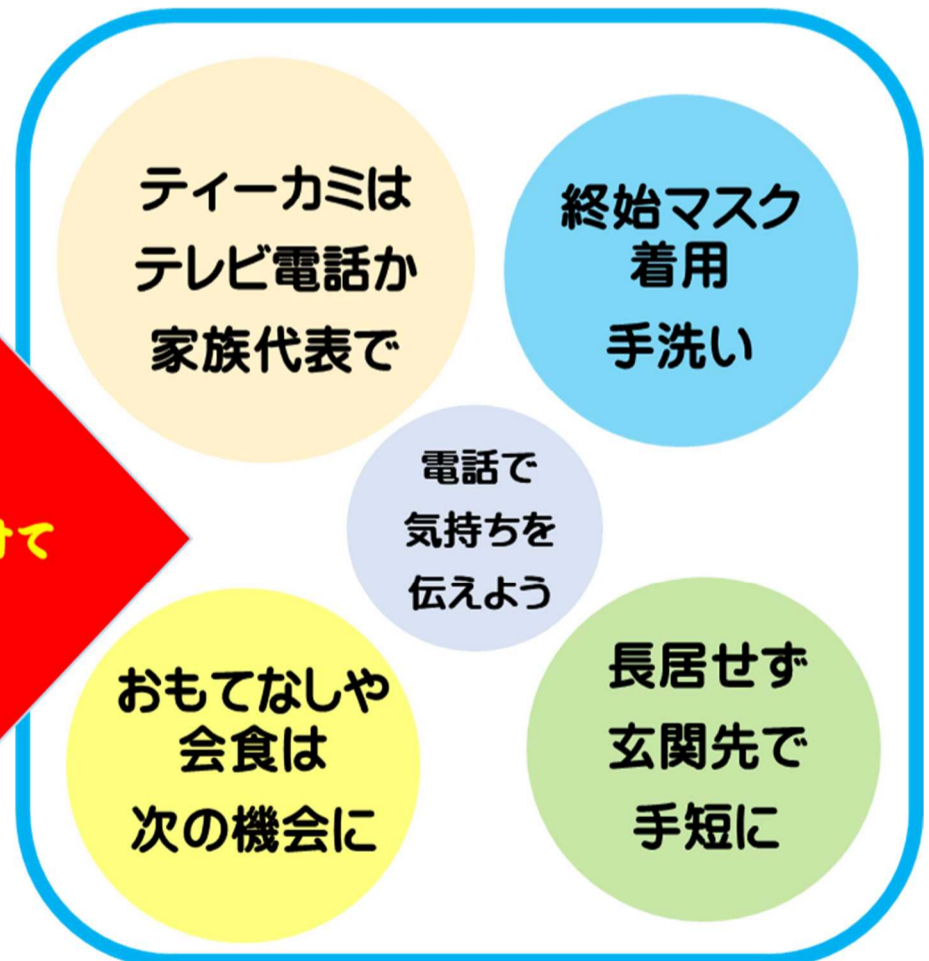 ティーカミは
テレビ電話か
家族代表で
終始マスク
着用
手洗い
電話で
気持ちを
伝えよう
けて
おもてなしや
会食は
次の機会に
長居せず
玄関先で
手短に